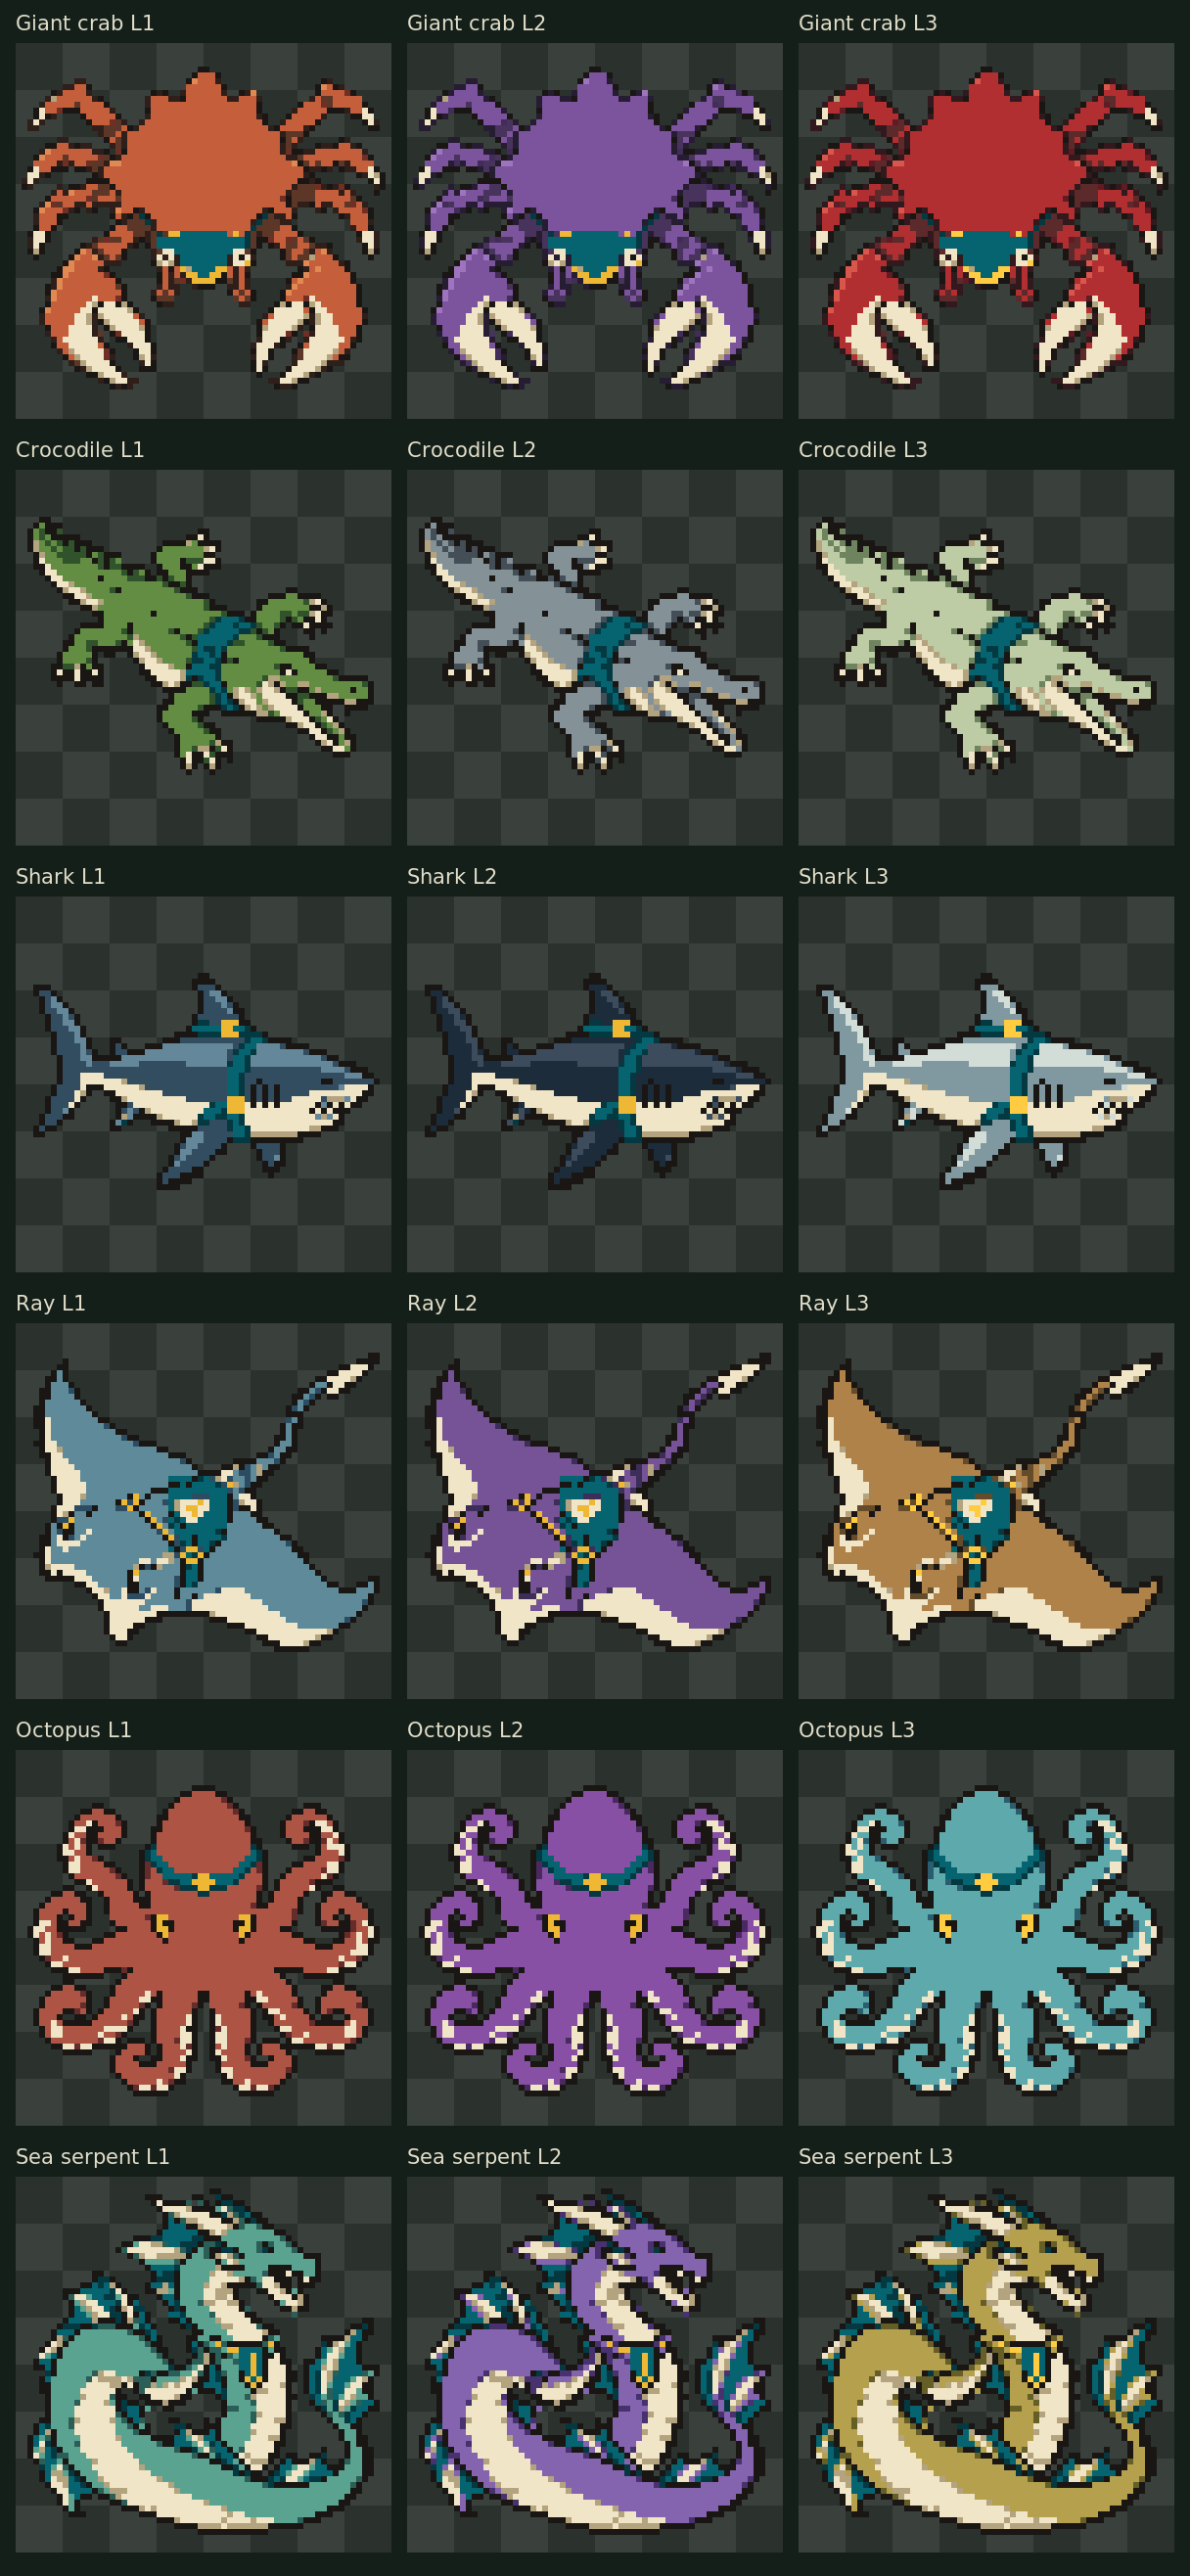 Giant crab L1
Giant crab L2
Giant crab L3
Crocodile L1
Crocodile L2
Crocodile L3
Shark L1
Shark L2
Shark L3
Ray L1
Ray L2
Ray L3
Octopus L1
Octopus L2
Octopus L3
Sea serpent L1
Sea serpent L2
Sea serpent L3